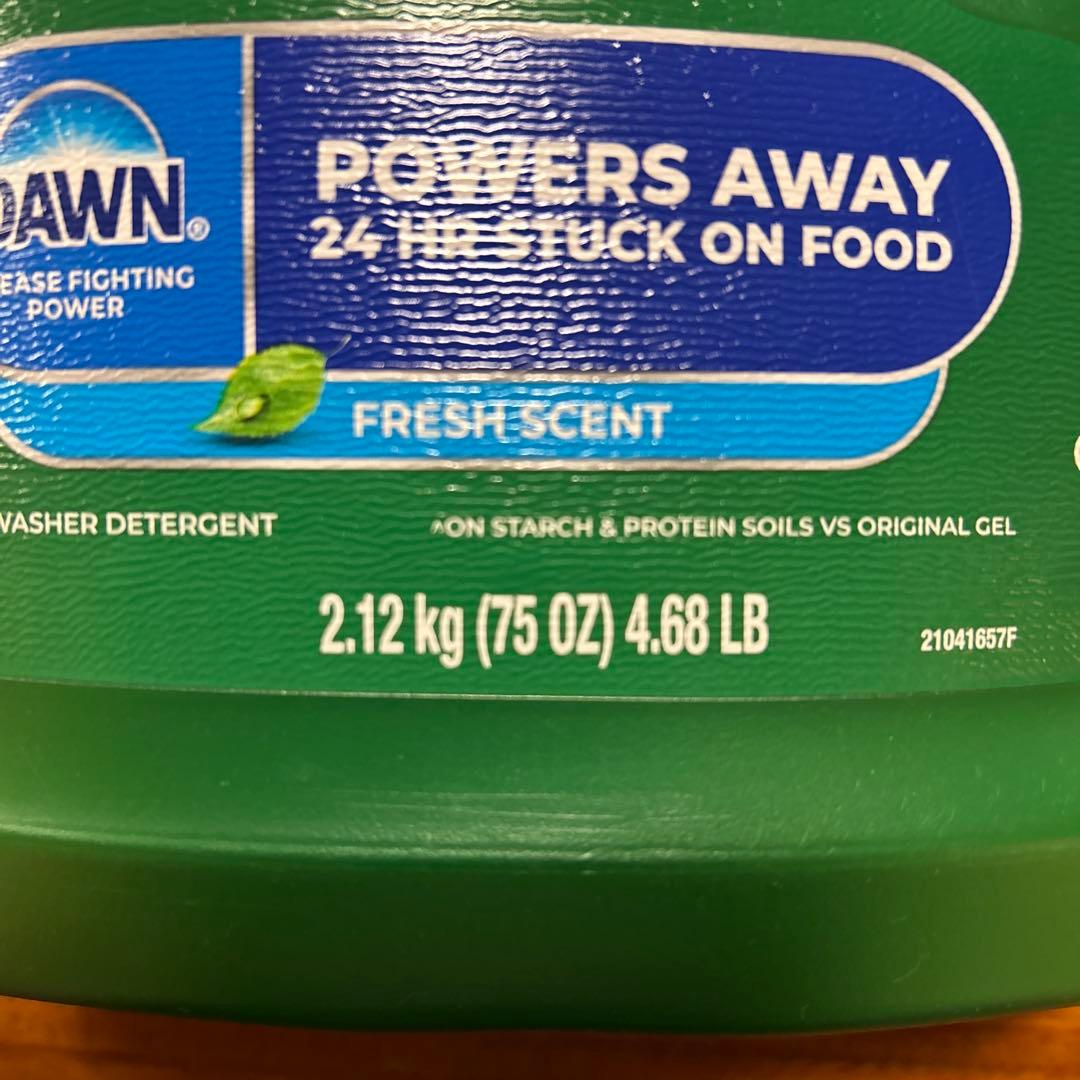 DAWN®
EASE FIGHTING
POWER
POWERS AWAY
24 HR STUCK ON FOOD
FRESH SCENT
WASHER DETERGENT
^ON STARCH & PROTEIN SOILS VS ORIGINAL GEL
2.12 kg (75 OZ) 4.68 LB
21041657F